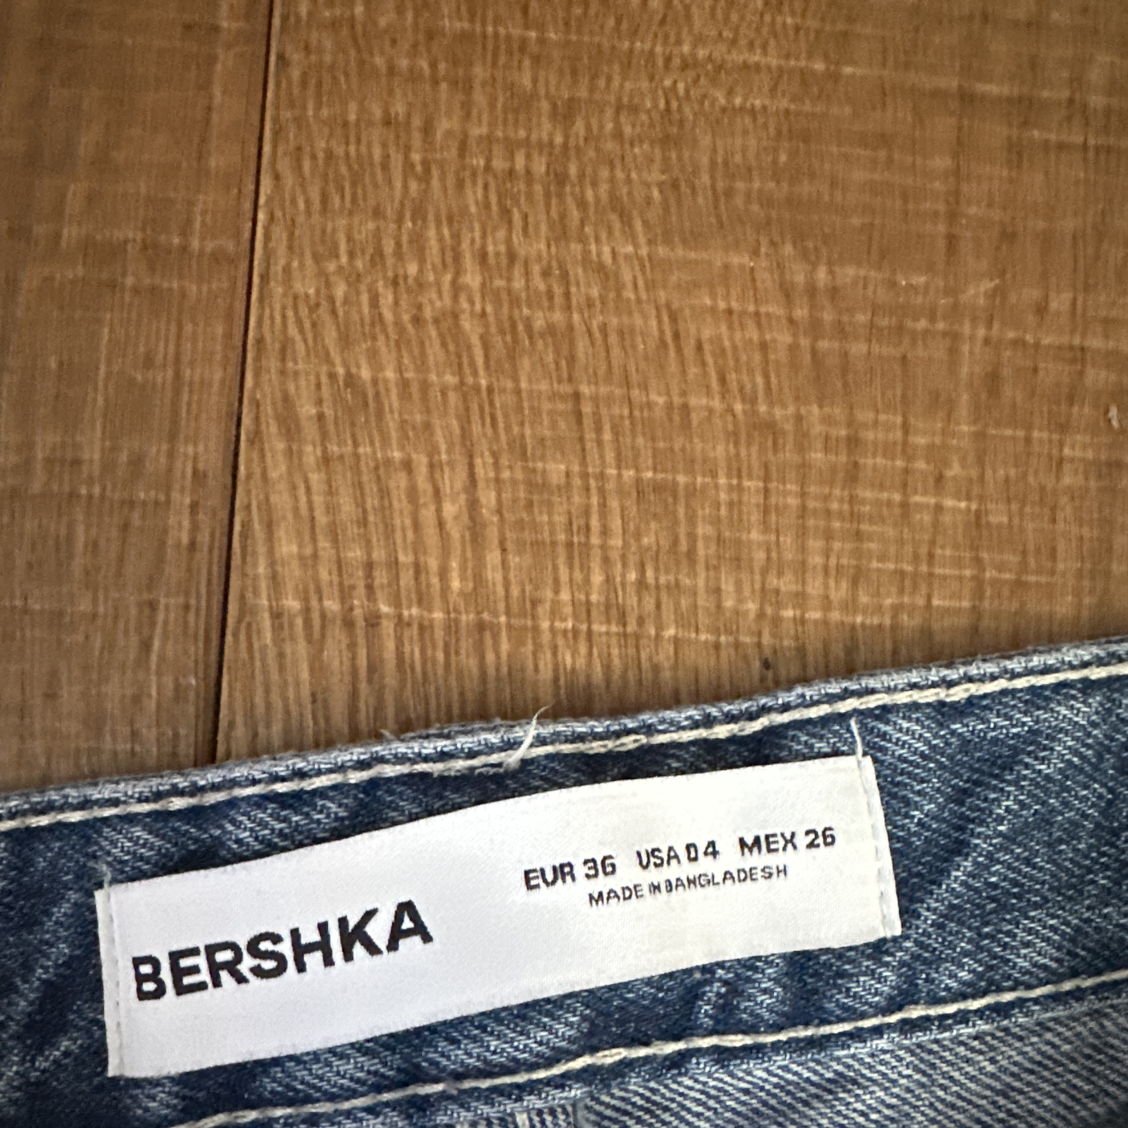 BERSHKA
EUR 36 USA 04 MEX 26
MADE IN BANGLADESH